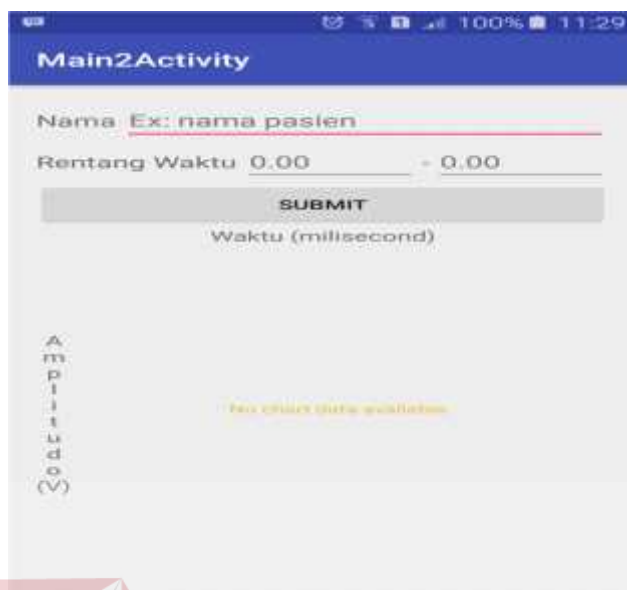 100% 11:29
Main2Activity
Nama Ex: nama pasien
Rentang Waktu 0.00 - 0.00
SUBMIT
Waktu (milisecond)
Amplitudo
(V)
No chart data available.